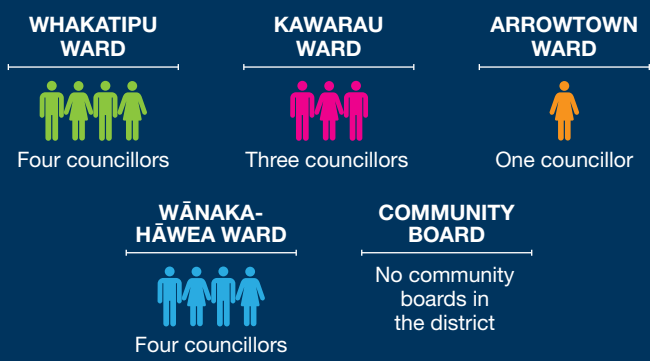 WHAKATIPU
WARD
Four councillors
KAWARAU
WARD
Three councillors
ARROWTOWN
WARD
One councillor
WĀNAKA-
HĀWEA WARD
Four councillors
COMMUNITY
BOARD
No community
boards in
the district